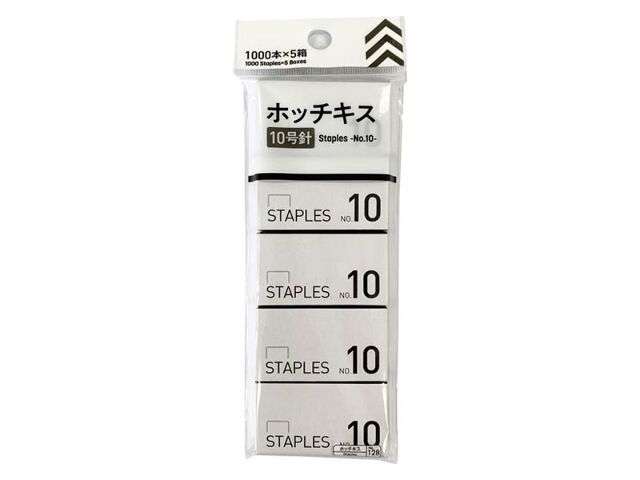 1000本×5箱
1000 Staples×5 Boxes
ホッチキス
10号針 Staples -No.10-
STAPLES NO.10
STAPLES NO.10
STAPLES NO.10
STAPLES NO.10
ホッチキス
128